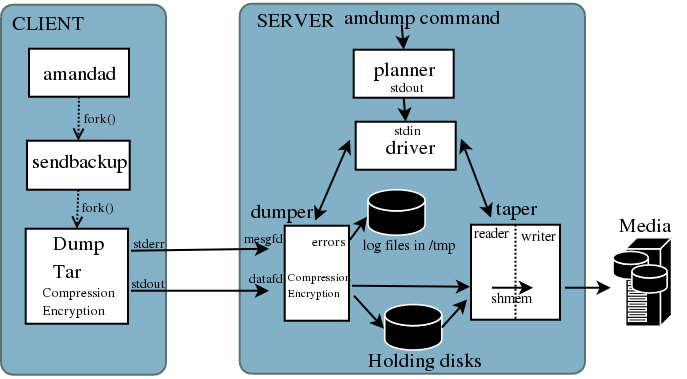 CLIENT
amandad
fork()
sendbackup
fork()
Dump
Tar
Compression
Encryption
stderr
stdout
SERVER
amdump command
planner
stdout
stdin
driver
dumper
mesgfd
errors
datafd
Compression
Encryption
log files in /tmp
Holding disks
taper
reader
writer
shmem
Media